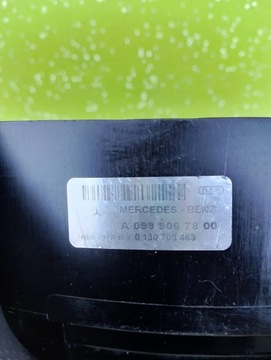 MERCEDES - BENZ
A 099 906 78 00
0 130 708 463